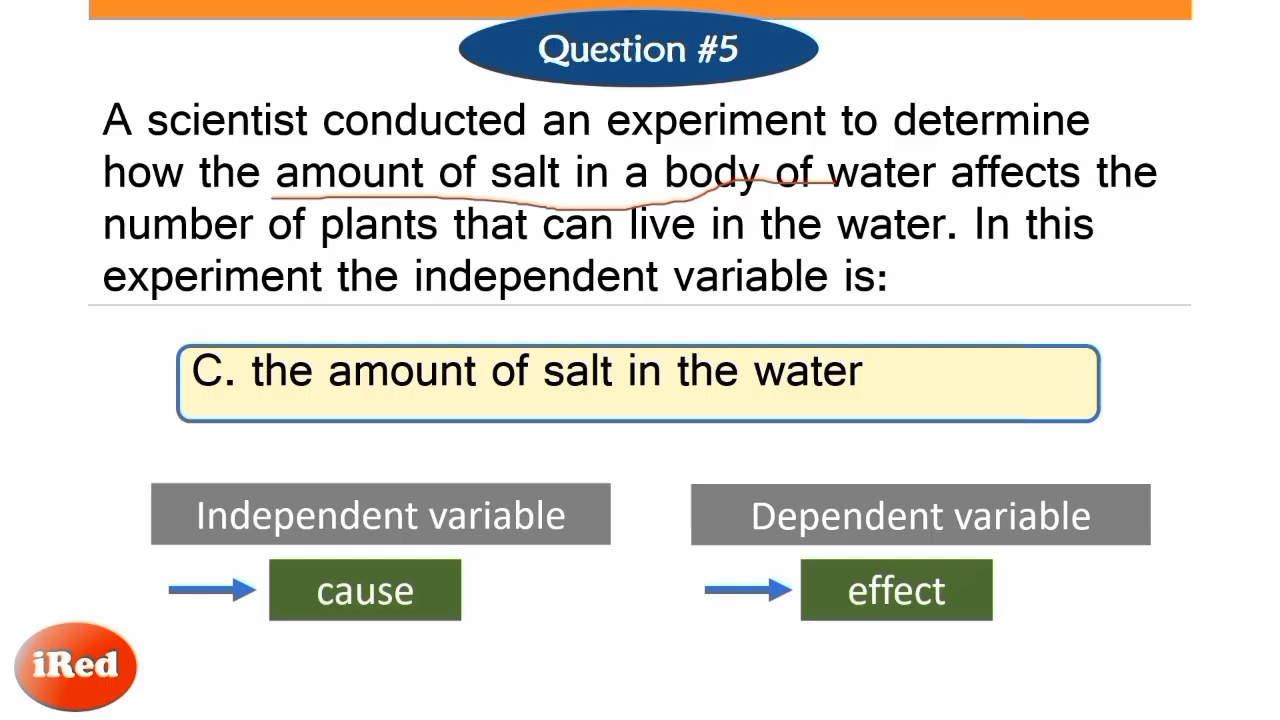 Question #5
A scientist conducted an experiment to determine
how the amount of salt in a body of water affects the
number of plants that can live in the water. In this
experiment the independent variable is:
C. the amount of salt in the water
Independent variable
Dependent variable
cause
effect
iRed